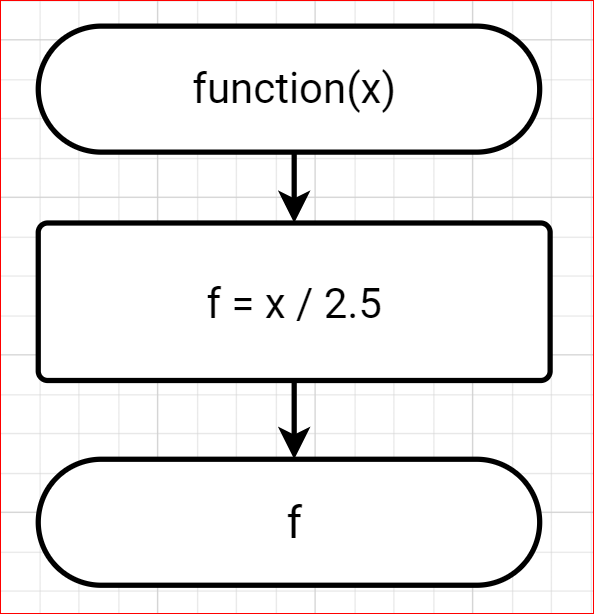 function(x)
f = x / 2.5
f